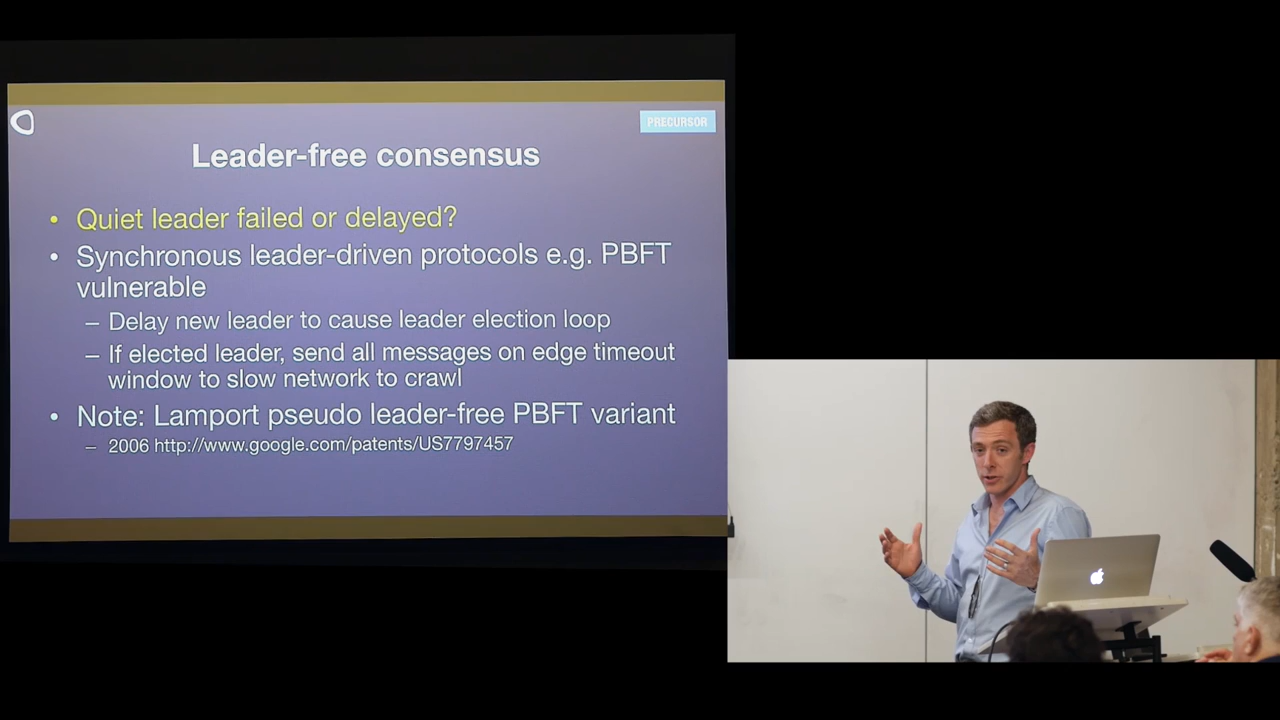 PRECURSOR
Leader-free consensus
• Quiet leader failed or delayed?
• Synchronous leader-driven protocols e.g. PBFT
vulnerable
– Delay new leader to cause leader election loop
– If elected leader, send all messages on edge timeout
window to slow network to crawl
• Note: Lamport pseudo leader-free PBFT variant
– 2006 http://www.google.com/patents/US7797457